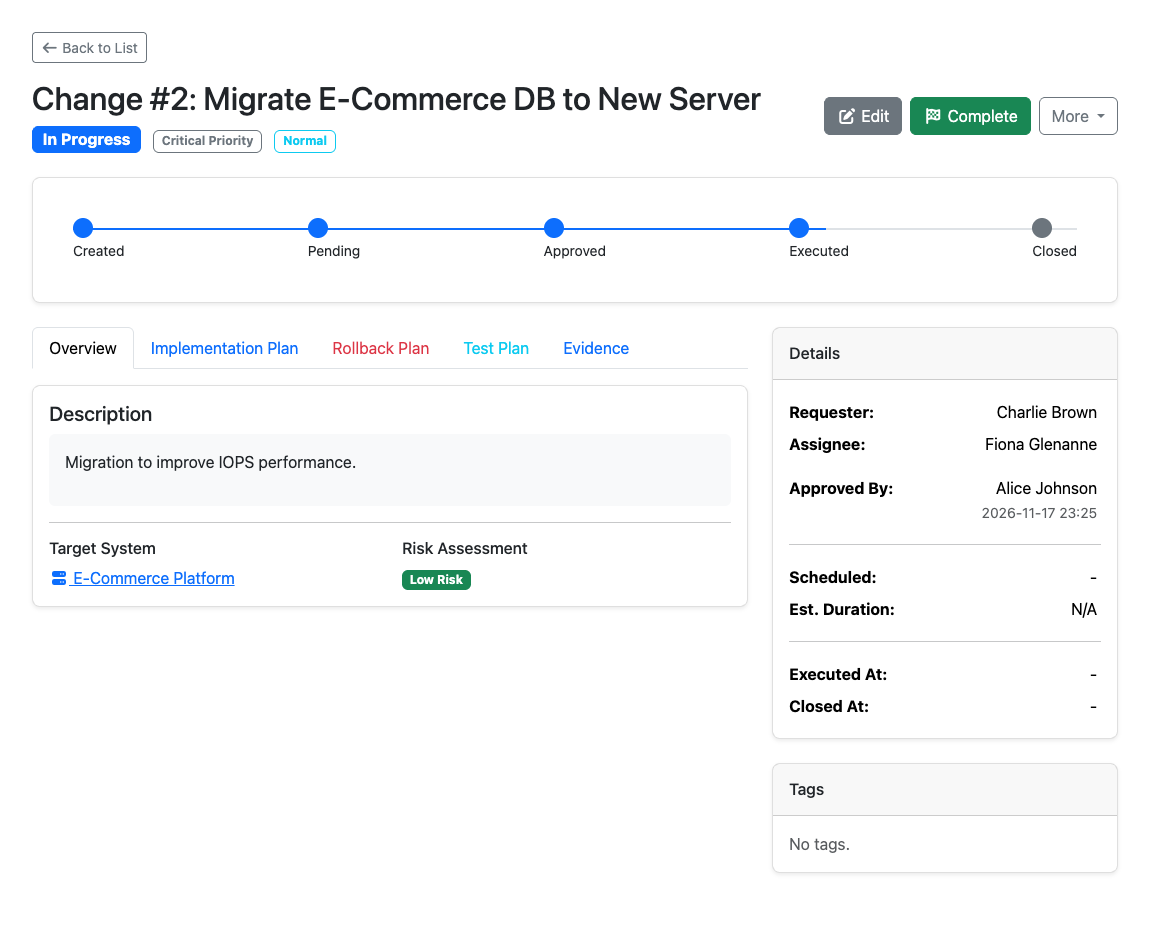 Back to List
Change #2: Migrate E-Commerce DB to New Server
In Progress Critical Priority Normal
Edit Complete More
Created Pending Approved Executed Closed
Overview Implementation Plan Rollback Plan Test Plan Evidence
Description
Migration to improve IOPS performance.
Target System Risk Assessment
E-Commerce Platform Low Risk
Details
Requester: Charlie Brown
Assignee: Fiona Glenanne
Approved By: Alice Johnson
2026-11-17 23:25
Scheduled: -
Est. Duration: N/A
Executed At: -
Closed At: -
Tags
No tags.